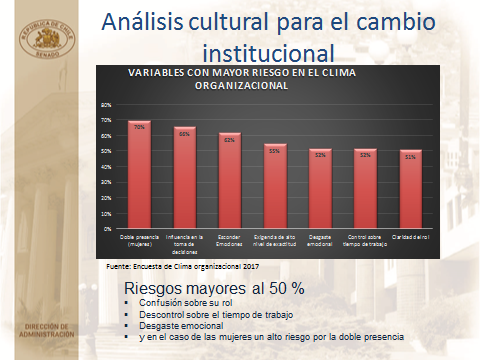 REPUBLICA DE CHILE
SENADO
Análisis cultural para el cambio
institucional
VARIABLES CON MAYOR RIESGO EN EL CLIMA
ORGANIZACIONAL
80%
70%
60%
50%
40%
30%
20%
10%
0%
70%
66%
62%
55%
52%
52%
51%
Doble presencia
(mujeres)
Influencia en la
toma de
decisiones
Esconder
Emociones
Exigencia de alto
nivel de exactitud
Desgaste
emocional
Control sobre
tiempo de trabajo
Claridad del rol
Fuente: Encuesta de Clima organizacional 2017
Riesgos mayores al 50 %
▪ Confusión sobre su rol
▪ Descontrol sobre el tiempo de trabajo
▪ Desgaste emocional
▪ y en el caso de las mujeres un alto riesgo por la doble presencia
DIRECCIÓN DE
ADMINISTRACIÓN